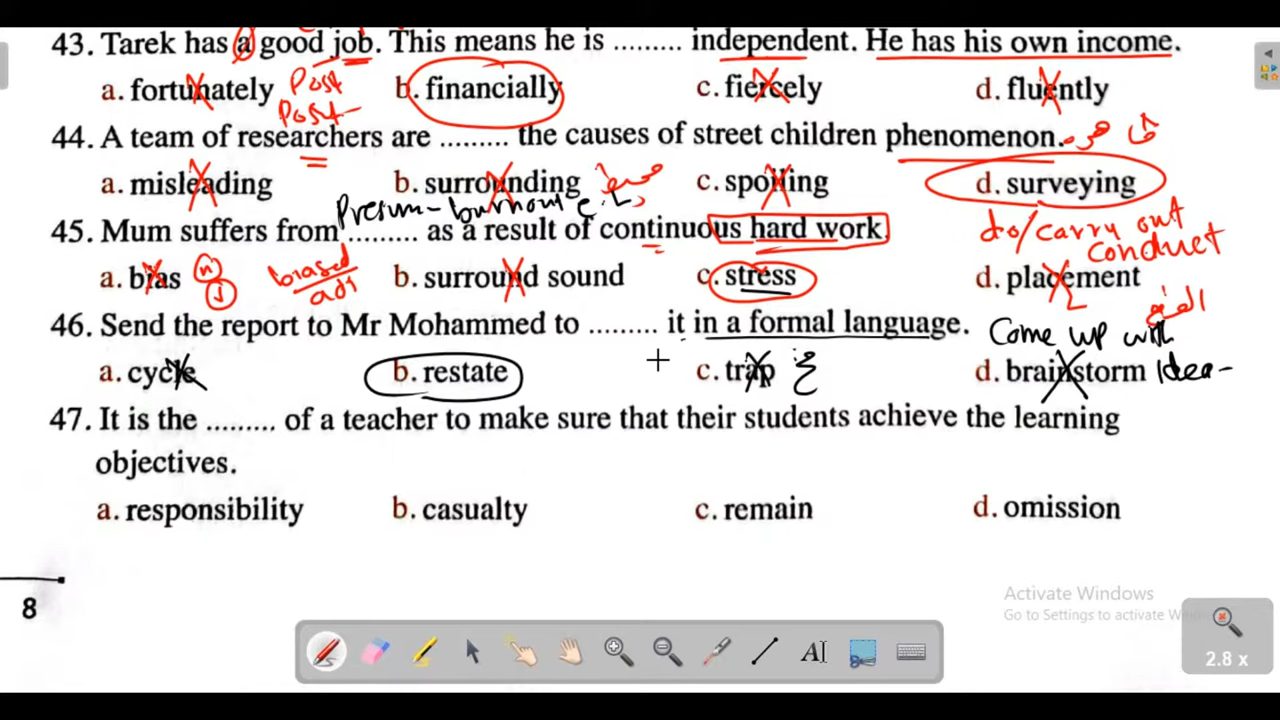 43. Tarek has a good job. This means he is ......... independent. He has his own income.
a. fortunately Post b. financially c. fiercely d. fluently
Post
44. A team of researchers are ......... the causes of street children phenomenon.
a. misleading b. surrounding c. spoiling d. surveying
Pressure - burnout
do/carry out
45. Mum suffers from ......... as a result of continuous hard work
conduct
a. bias n biased adj b. surround sound c. stress d. placement
46. Send the report to Mr Mohammed to ......... it in a formal language.
Come up with
a. cycle b. restate c. trap d. brainstorm Idea
47. It is the ......... of a teacher to make sure that their students achieve the learning
objectives.
a. responsibility b. casualty c. remain d. omission
8
Activate Windows
Go to Settings to activate Wi
2.8 x